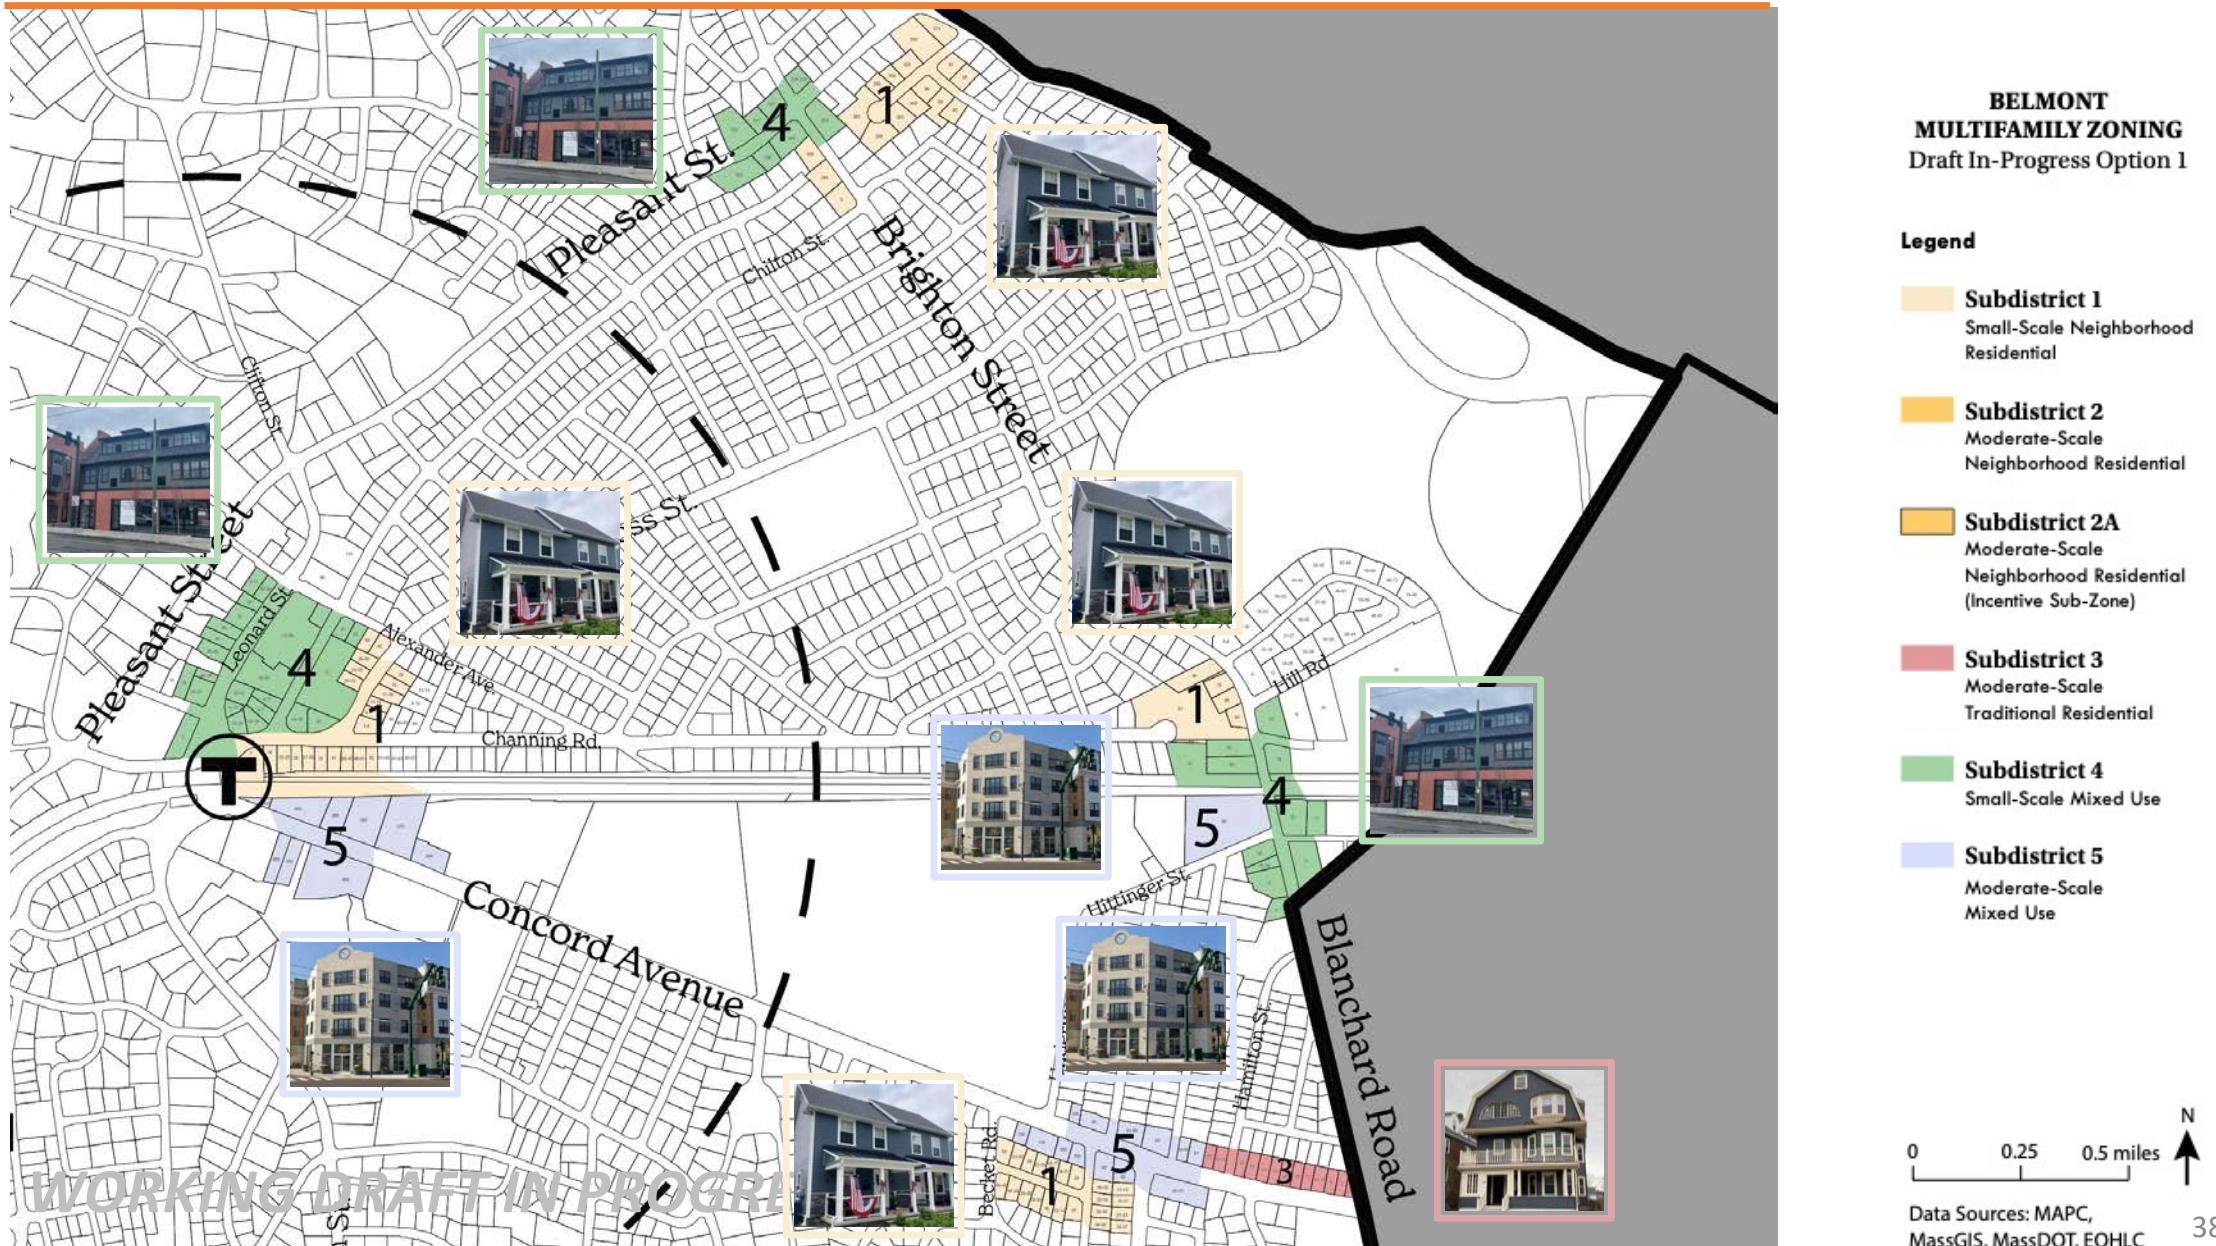 BELMONT
MULTIFAMILY ZONING
Draft In-Progress Option 1
Legend
Subdistrict 1
Small-Scale Neighborhood
Residential
Subdistrict 2
Moderate-Scale
Neighborhood Residential
Subdistrict 2A
Moderate-Scale
Neighborhood Residential
(Incentive Sub-Zone)
Subdistrict 3
Moderate-Scale
Traditional Residential
Subdistrict 4
Small-Scale Mixed Use
Subdistrict 5
Moderate-Scale
Mixed Use
N
0 0.25 0.5 miles
Data Sources: MAPC,
MassGIS, MassDOT, EOHLC
38
4
1
Pleasant St.
Chilton St.
Brighton Street
Clifton St.
ss St.
Pleasant Street
Leonard St.
4
Alexander Ave.
1
Channing Rd.
T
5
1
Hill Rd.
4
5
Hittinger St.
Concord Avenue
Blanchard Road
Hamilton St.
Becket Rd.
5
1
3
St.
WORKING DRAFT IN PROGRE